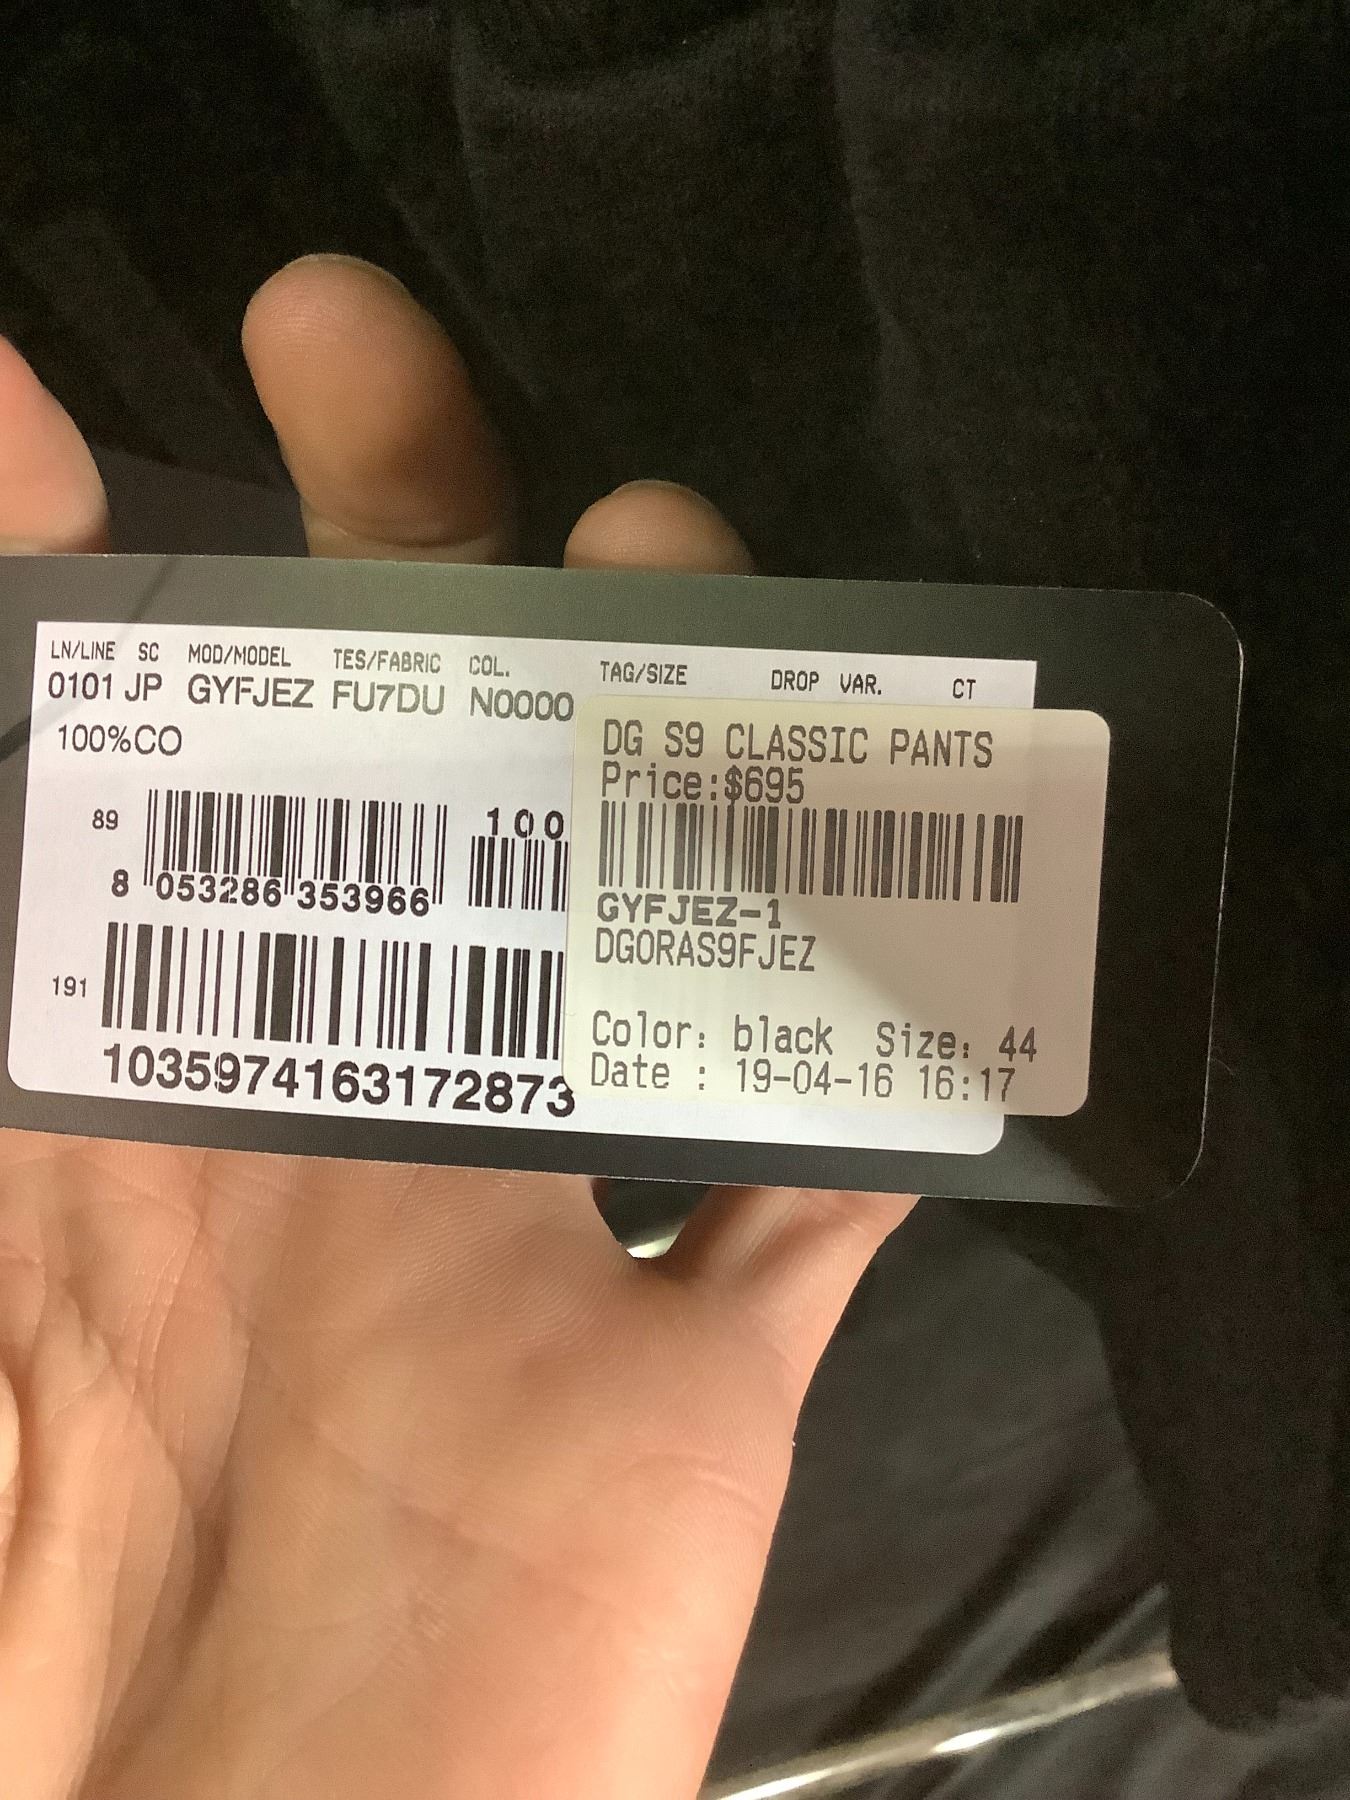 LN/LINE SC MOD/MODEL TES/FABRIC COL. TAG/SIZE DROP VAR. CT
0101 JP GYFJEZ FU7DU N0000
100%CO
89
100
8 053286 353966
191
1035974163172873
DG S9 CLASSIC PANTS
Price:$695
GYFJEZ-1
DGORAS9FJEZ
Color: black Size: 44
Date : 19-04-16 16:17